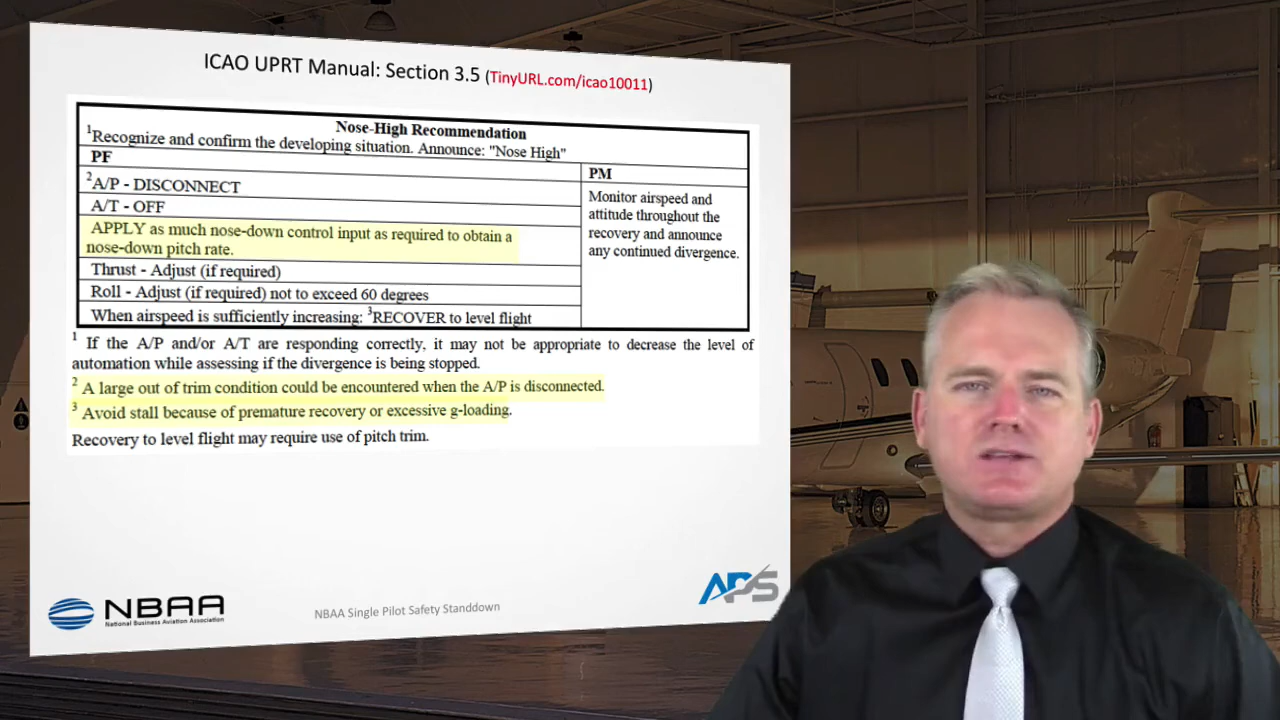 ICAO UPRT Manual: Section 3.5 (TinyURL.com/icao10011)
Nose-High Recommendation
¹Recognize and confirm the developing situation. Announce: "Nose High"
PF
²A/P - DISCONNECT
A/T - OFF
APPLY as much nose-down control input as required to obtain a
nose-down pitch rate.
Thrust - Adjust (if required)
Roll - Adjust (if required) not to exceed 60 degrees
When airspeed is sufficiently increasing: ³RECOVER to level flight
PM
Monitor airspeed and
attitude throughout the
recovery and announce
any continued divergence.
¹ If the A/P and/or A/T are responding correctly, it may not be appropriate to decrease the level of
automation while assessing if the divergence is being stopped.
² A large out of trim condition could be encountered when the A/P is disconnected.
³ Avoid stall because of premature recovery or excessive g-loading.
Recovery to level flight may require use of pitch trim.
NBAA
National Business Aviation Association
NBAA Single Pilot Safety Standdown
APS